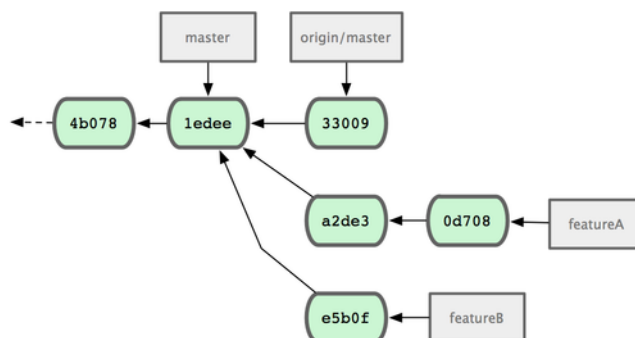 master
origin/master
4b078
1edee
33009
a2de3
0d708
featureA
e5b0f
featureB